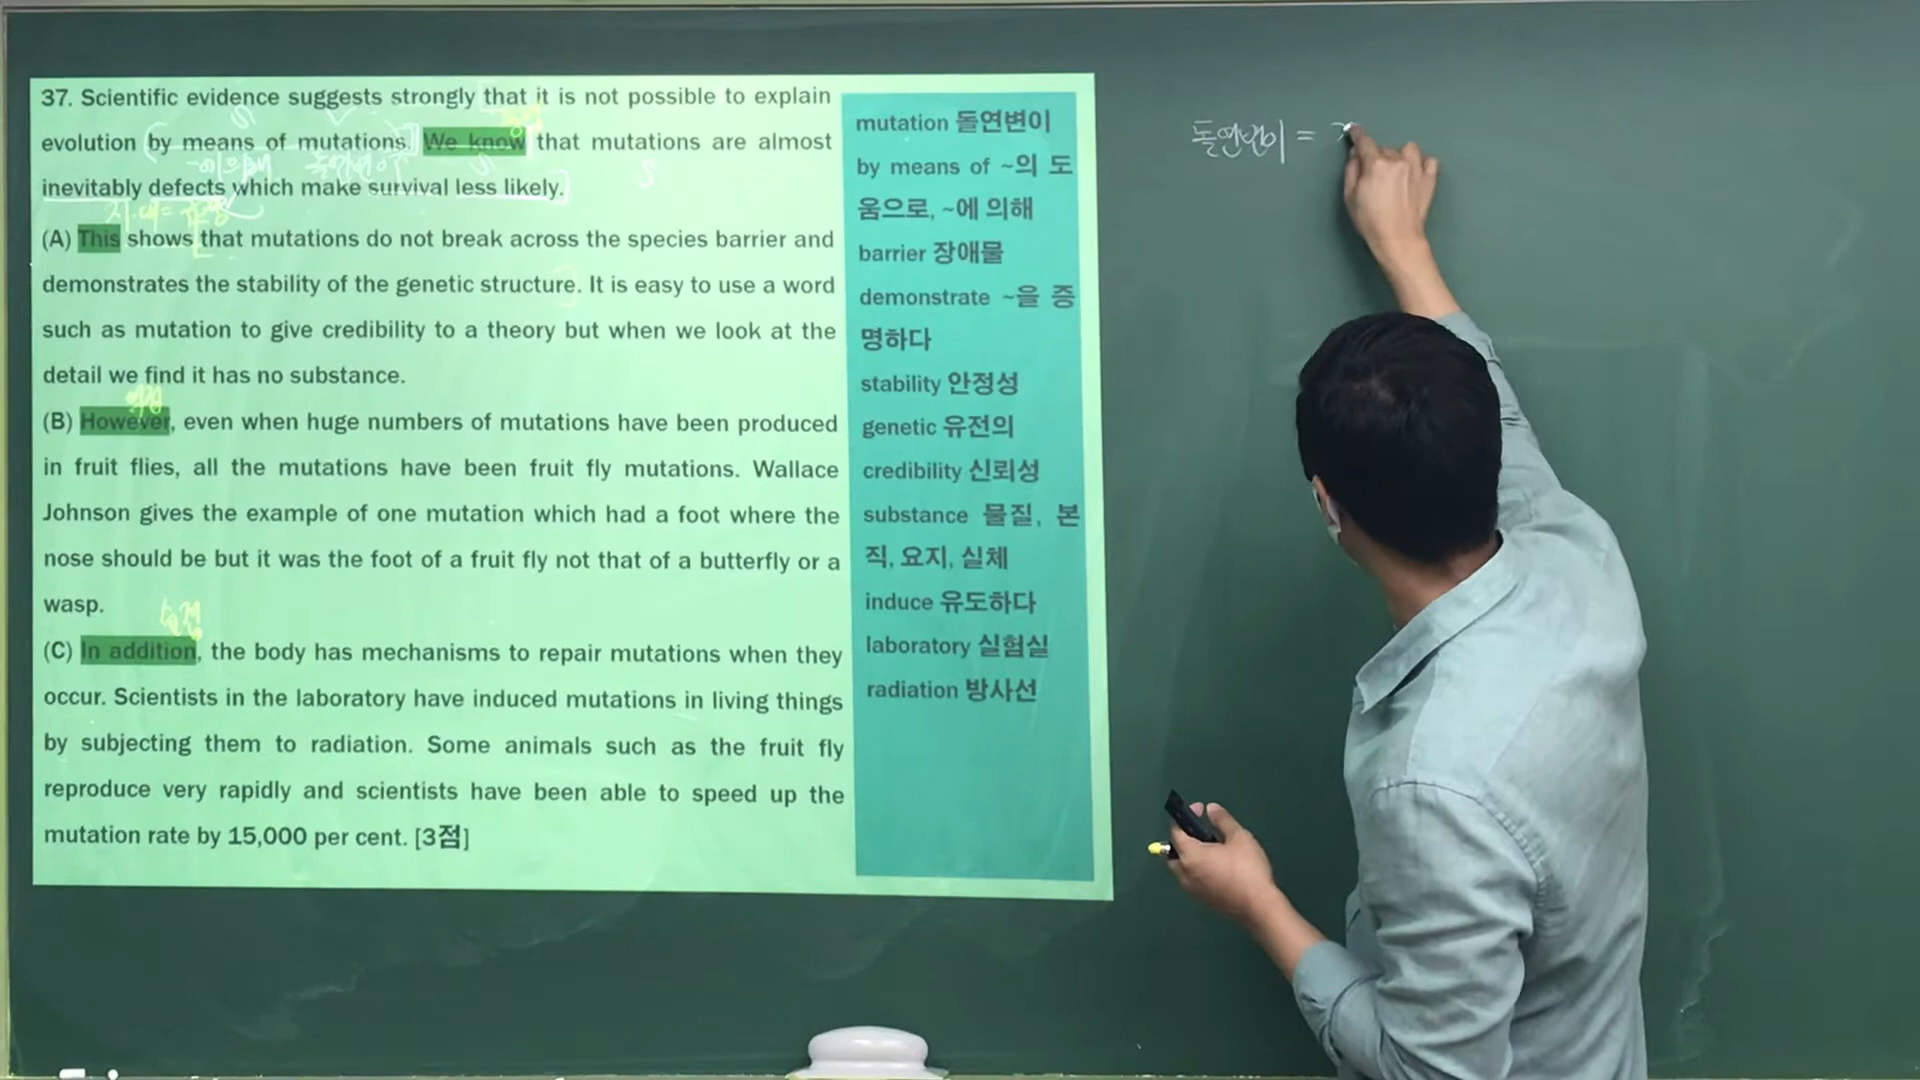 37. Scientific evidence suggests strongly that it is not possible to explain
evolution by means of mutations. We know that mutations are almost
inevitably defects which make survival less likely.
(A) This shows that mutations do not break across the species barrier and
demonstrates the stability of the genetic structure. It is easy to use a word
such as mutation to give credibility to a theory but when we look at the
detail we find it has no substance.
(B) However, even when huge numbers of mutations have been produced
in fruit flies, all the mutations have been fruit fly mutations. Wallace
Johnson gives the example of one mutation which had a foot where the
nose should be but it was the foot of a fruit fly not that of a butterfly or a
wasp.
(C) In addition, the body has mechanisms to repair mutations when they
occur. Scientists in the laboratory have induced mutations in living things
by subjecting them to radiation. Some animals such as the fruit fly
reproduce very rapidly and scientists have been able to speed up the
mutation rate by 15,000 per cent. [3점]
mutation 돌연변이
by means of ~의 도
움으로, ~에 의해
barrier 장애물
demonstrate ~을 증
명하다
stability 안정성
genetic 유전의
credibility 신뢰성
substance 물질, 본
직, 요지, 실체
induce 유도하다
laboratory 실험실
radiation 방사선
돌연변이 =